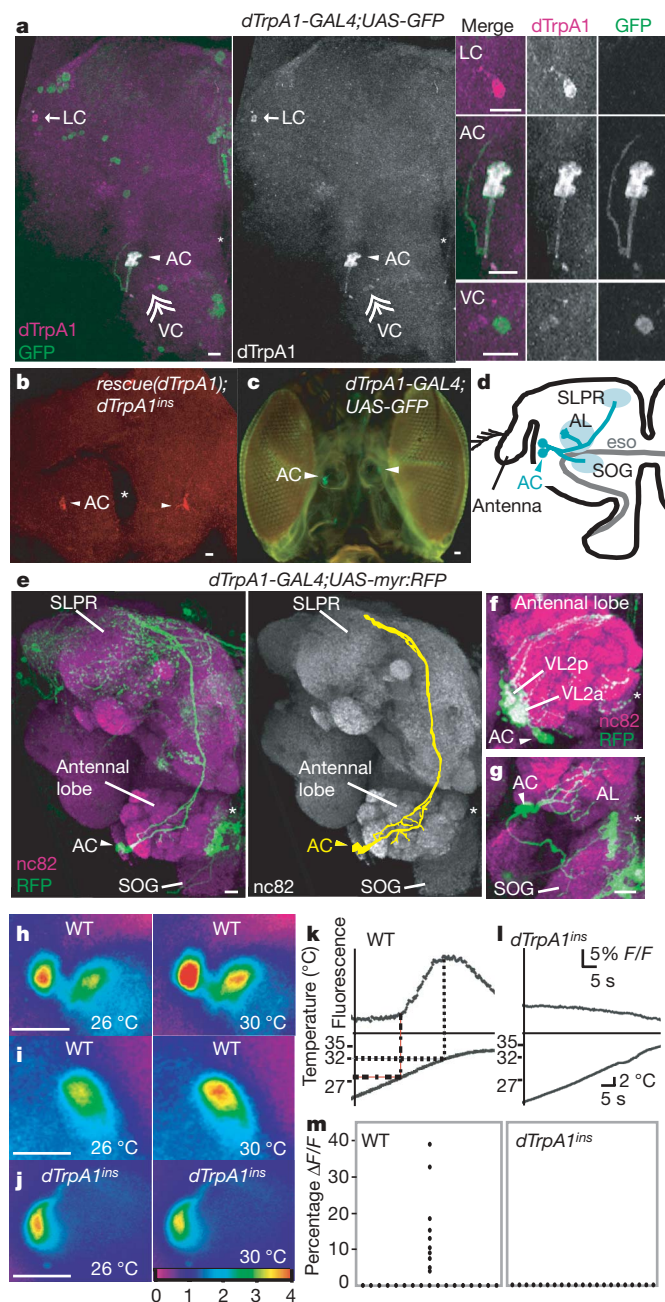 a
dTrpA1-GAL4;UAS-GFP
Merge dTrpA1 GFP
LC
LC
AC
AC
AC
VC
VC
VC
*
*
dTrpA1
GFP
dTrpA1
b
rescue(dTrpA1);
dTrpA1ins
AC
*
c
dTrpA1-GAL4;
UAS-GFP
AC
d
SLPR
AL
eso
SOG
AC
Antenna
dTrpA1-GAL4;UAS-myr:RFP
e
SLPR
Antennal
lobe
AC
*
nc82
RFP
SOG
SLPR
Antennal
lobe
AC
*
nc82
SOG
f
Antennal lobe
VL2p
VL2a
*
nc82
RFP
AC
g
AC
AL
*
SOG
h
WT
26 °C
WT
30 °C
i
WT
26 °C
WT
30 °C
j
dTrpA1ins
26 °C
dTrpA1ins
30 °C
0 1 2 3 4
k
WT
Fluorescence
Temperature (°C)
35
32
27
l
dTrpA1ins
5% F/F
5 s
35
32
27
2 °C
5 s
m
WT
dTrpA1ins
Percentage ΔF/F
40
30
20
10
0